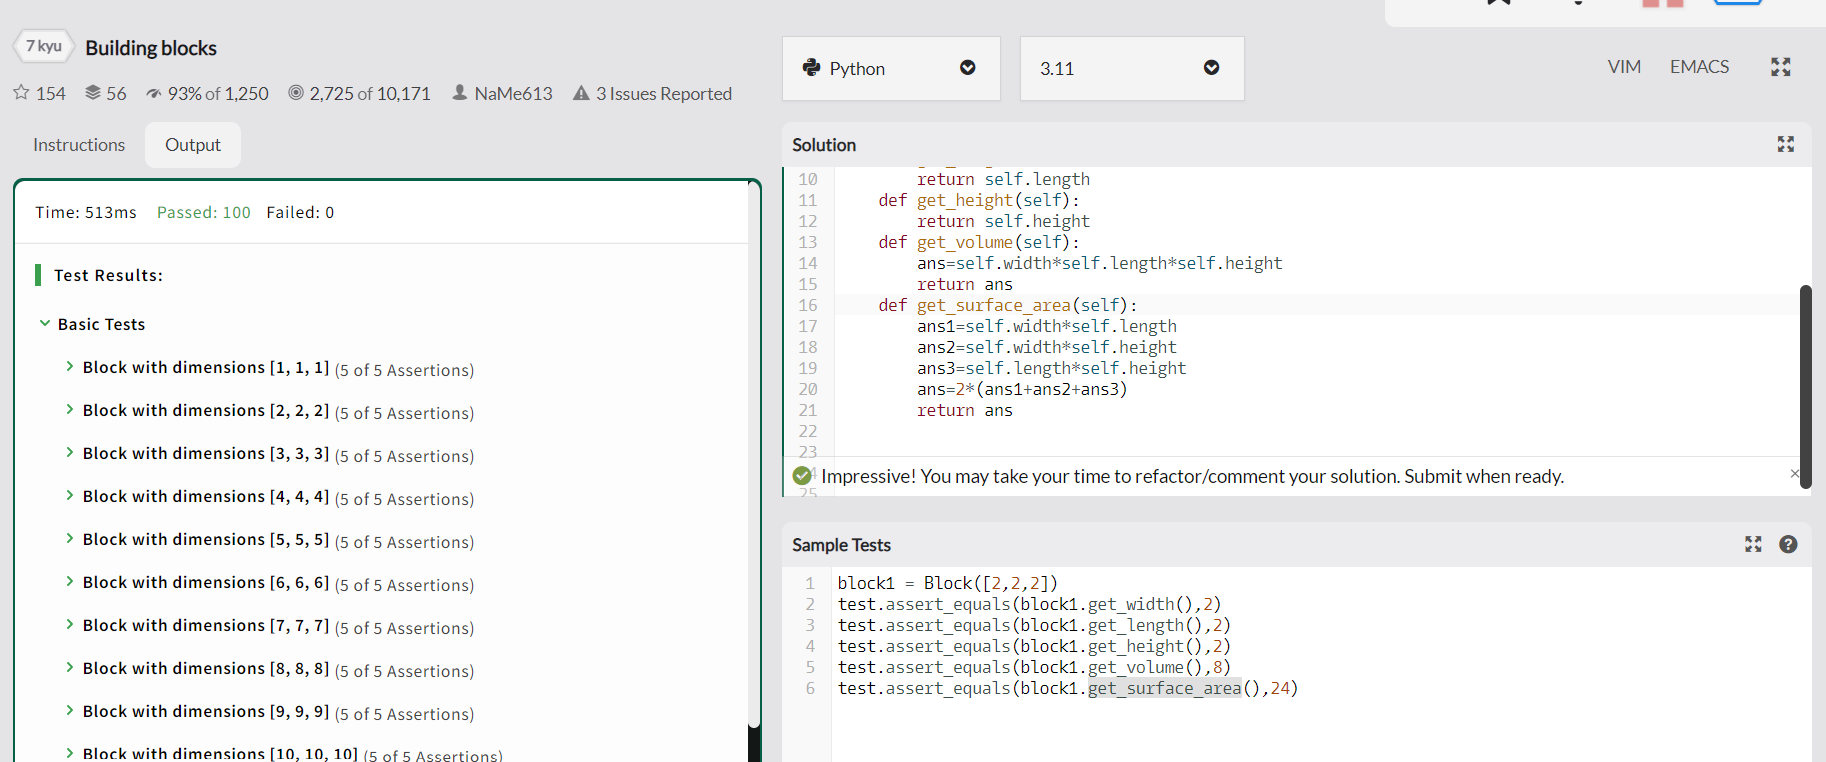 7 kyu
Building blocks
154 56 93% of 1,250 2,725 of 10,171 NaMe613 3 Issues Reported
Instructions Output
Time: 513ms Passed: 100 Failed: 0
Test Results:
Basic Tests
Block with dimensions [1, 1, 1] (5 of 5 Assertions)
Block with dimensions [2, 2, 2] (5 of 5 Assertions)
Block with dimensions [3, 3, 3] (5 of 5 Assertions)
Block with dimensions [4, 4, 4] (5 of 5 Assertions)
Block with dimensions [5, 5, 5] (5 of 5 Assertions)
Block with dimensions [6, 6, 6] (5 of 5 Assertions)
Block with dimensions [7, 7, 7] (5 of 5 Assertions)
Block with dimensions [8, 8, 8] (5 of 5 Assertions)
Block with dimensions [9, 9, 9] (5 of 5 Assertions)
Block with dimensions [10, 10, 10] (5 of 5 Assertions)
Python 3.11 VIM EMACS
Solution
10 return self.length
11 def get_height(self):
12 return self.height
13 def get_volume(self):
14 ans=self.width*self.length*self.height
15 return ans
16 def get_surface_area(self):
17 ans1=self.width*self.length
18 ans2=self.width*self.height
19 ans3=self.length*self.height
20 ans=2*(ans1+ans2+ans3)
21 return ans
22
23
Impressive! You may take your time to refactor/comment your solution. Submit when ready. ×
25
Sample Tests
1 block1 = Block([2,2,2])
2 test.assert_equals(block1.get_width(),2)
3 test.assert_equals(block1.get_length(),2)
4 test.assert_equals(block1.get_height(),2)
5 test.assert_equals(block1.get_volume(),8)
6 test.assert_equals(block1.get_surface_area(),24)